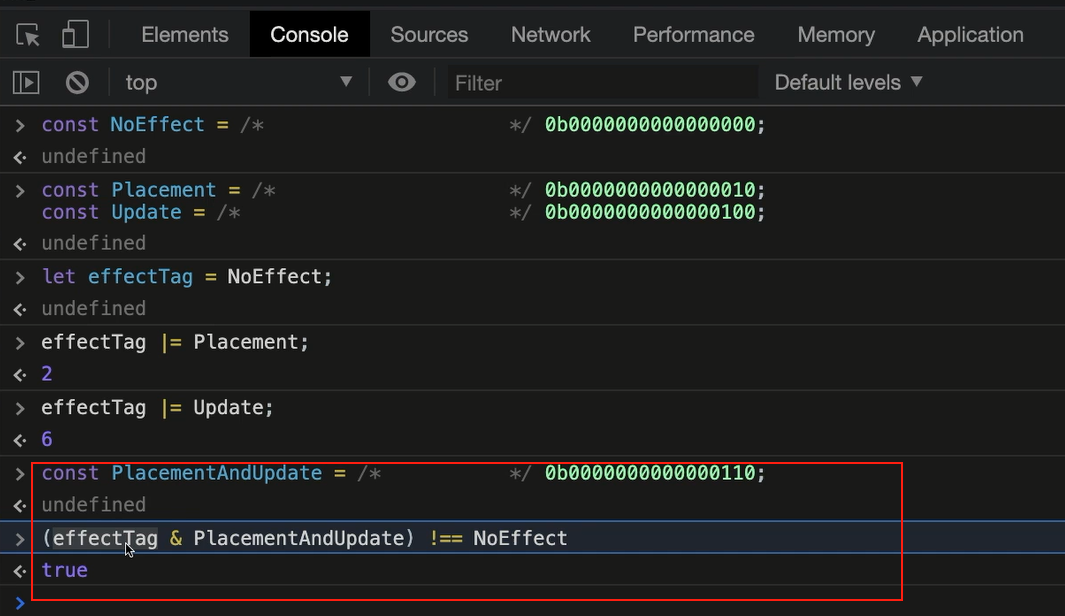 Elements Console Sources Network Performance Memory Application
top Filter Default levels
const NoEffect = /* */ 0b0000000000000000;
undefined
const Placement = /* */ 0b0000000000000010;
const Update = /* */ 0b0000000000000100;
undefined
let effectTag = NoEffect;
undefined
effectTag |= Placement;
2
effectTag |= Update;
6
const PlacementAndUpdate = /* */ 0b0000000000000110;
undefined
(effectTag & PlacementAndUpdate) !== NoEffect
true